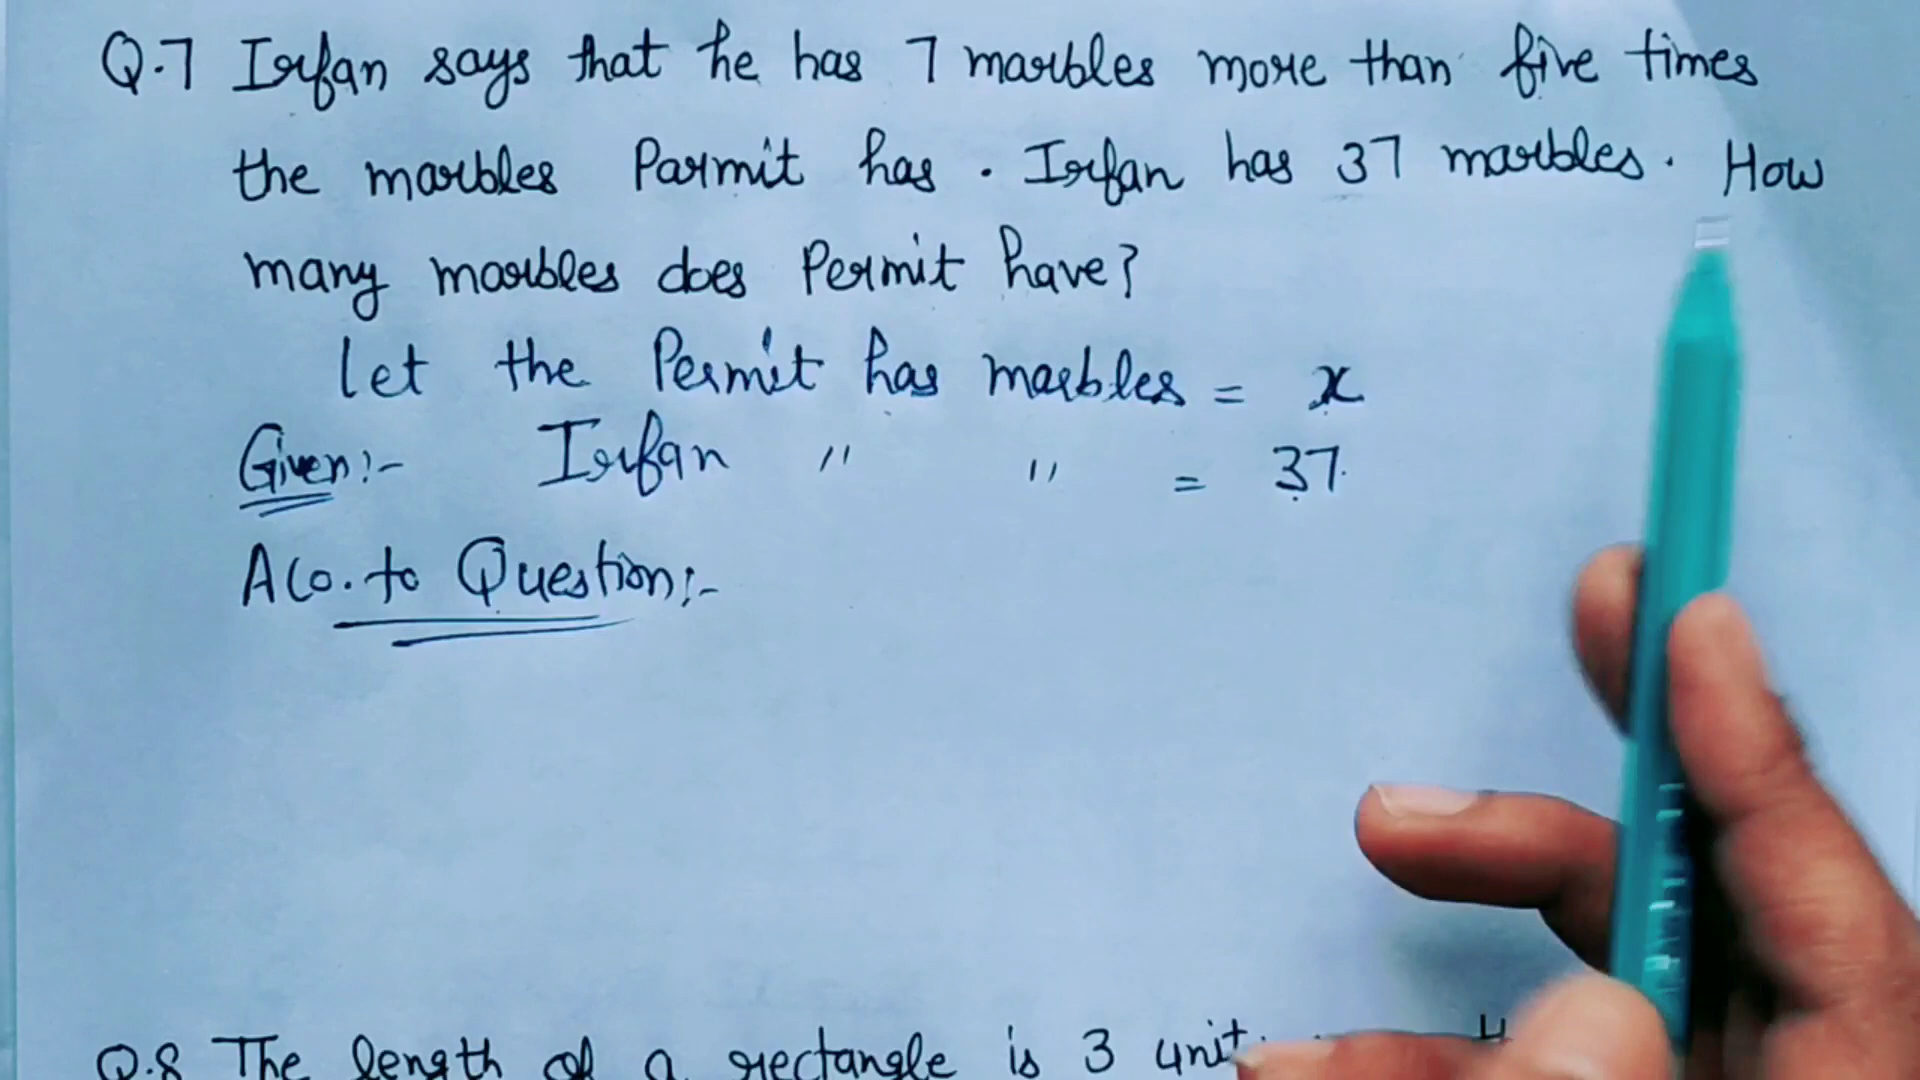 Q.7 Irfan says that he has 7 marbles more than five times
the marbles Parmit has. Irfan has 37 marbles. How
many marbles does Permit have?
Let the Permit has marbles = x
Given:- Irfan " " = 37.
Aco. to Question:-
Q.8 The length of a rectangle is 3 unit